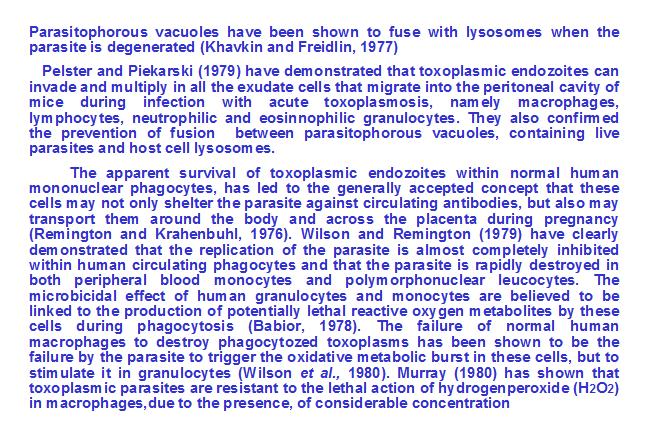 Parasitophorous vacuoles have been shown to fuse with lysosomes when the
parasite is degenerated (Khavkin and Freidlin, 1977)
Pelster and Piekarski (1979) have demonstrated that toxoplasmic endozoites can
invade and multiply in all the exudate cells that migrate into the peritoneal cavity of
mice during infection with acute toxoplasmosis, namely macrophages,
lymphocytes, neutrophilic and eosinnophilic granulocytes. They also confirmed
the prevention of fusion between parasitophorous vacuoles, containing live
parasites and host cell lysosomes.
The apparent survival of toxoplasmic endozoites within normal human
mononuclear phagocytes, has led to the generally accepted concept that these
cells may not only shelter the parasite against circulating antibodies, but also may
transport them around the body and across the placenta during pregnancy
(Remington and Krahenbuhl, 1976). Wilson and Remington (1979) have clearly
demonstrated that the replication of the parasite is almost completely inhibited
within human circulating phagocytes and that the parasite is rapidly destroyed in
both peripheral blood monocytes and polymorphonuclear leucocytes. The
microbicidal effect of human granulocytes and monocytes are believed to be
linked to the production of potentially lethal reactive oxygen metabolites by these
cells during phagocytosis (Babior, 1978). The failure of normal human
macrophages to destroy phagocytozed toxoplasms has been shown to be the
failure by the parasite to trigger the oxidative metabolic burst in these cells, but to
stimulate it in granulocytes (Wilson et al., 1980). Murray (1980) has shown that
toxoplasmic parasites are resistant to the lethal action of hydrogenperoxide (H2O2)
in macrophages,due to the presence, of considerable concentration